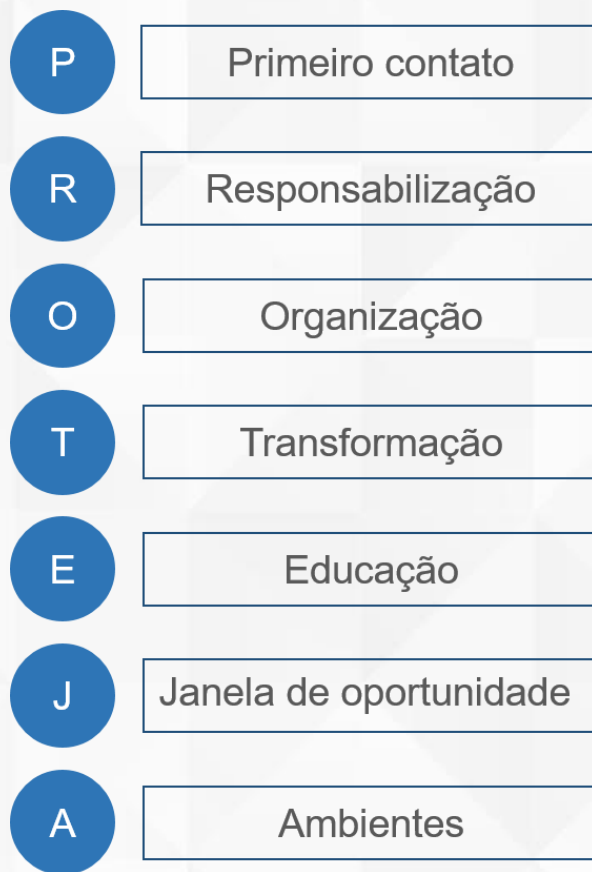 P Primeiro contato
R Responsabilização
O Organização
T Transformação
E Educação
J Janela de oportunidade
A Ambientes